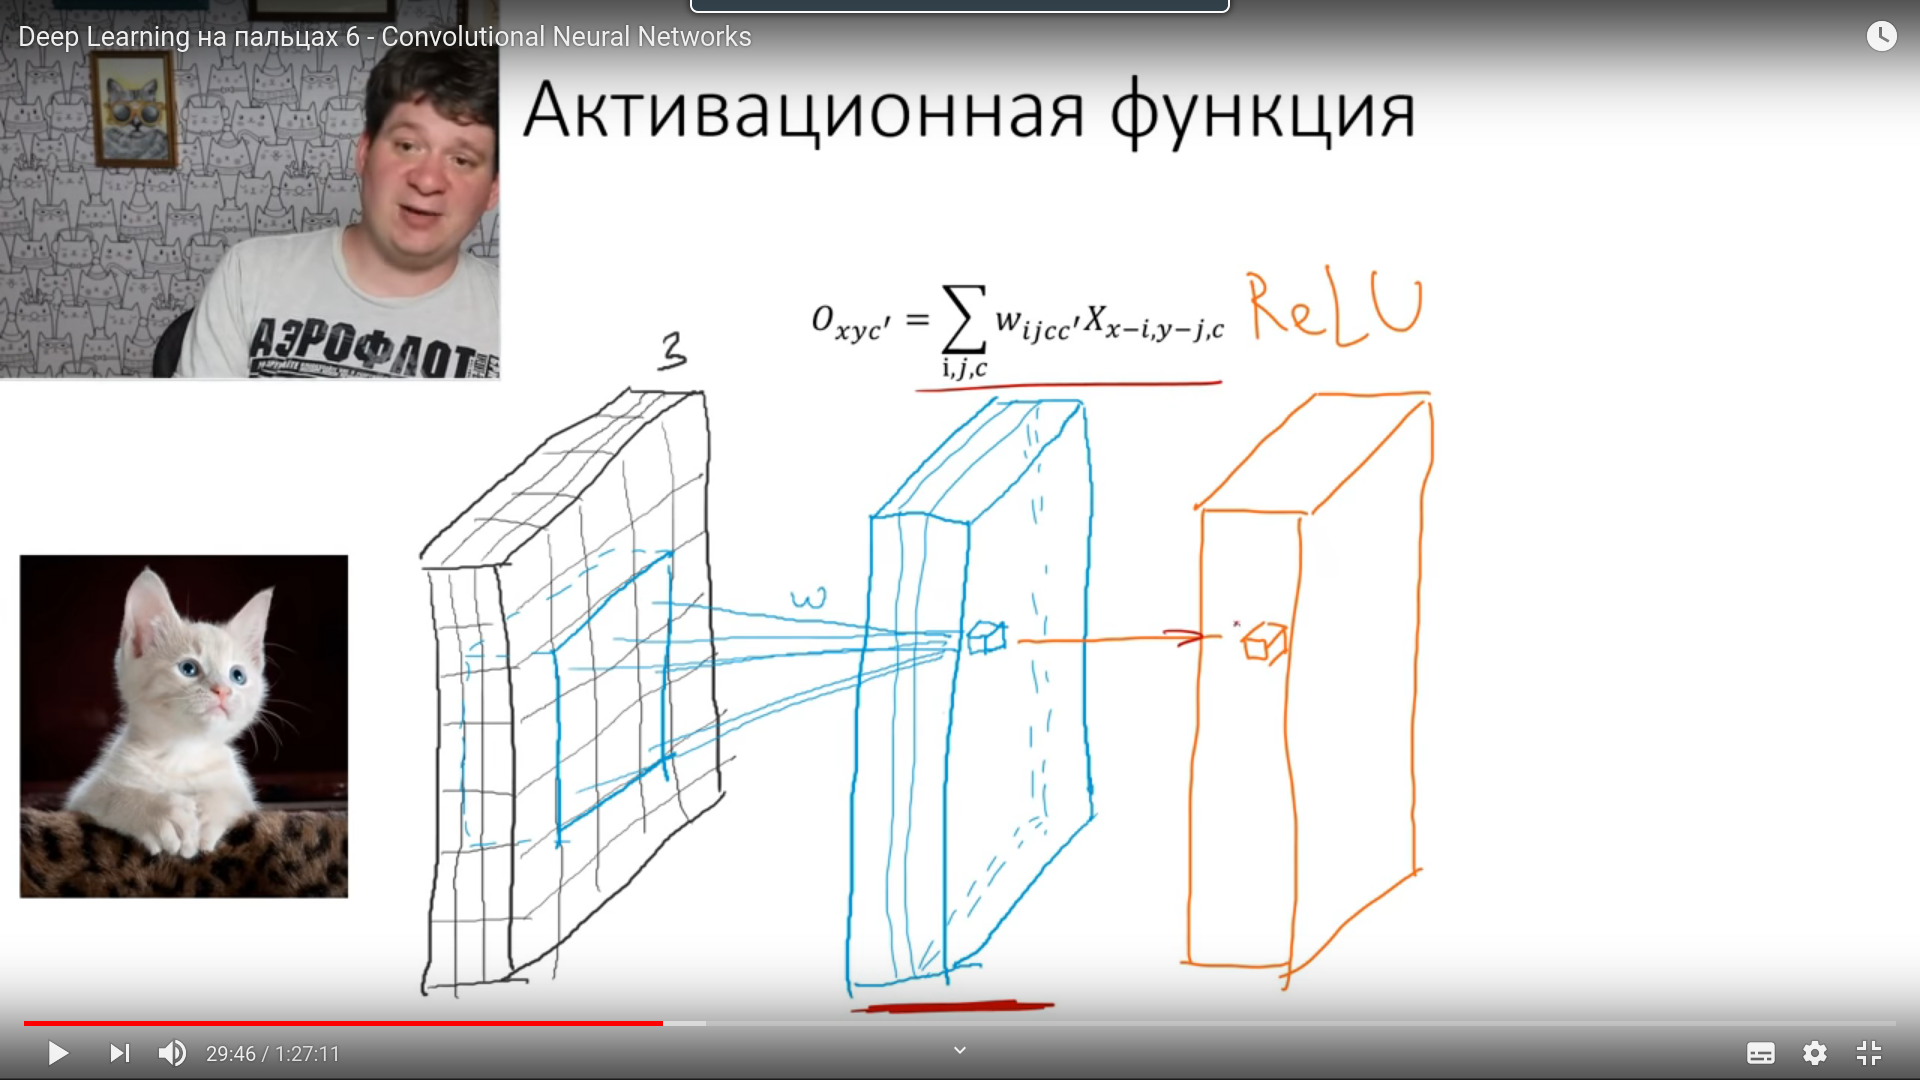 Deep Learning на пальцах 6 - Convolutional Neural Networks
Активационная функция
O_{xyc'} = \sum_{i,j,c} w_{ijcc'} X_{x-i,y-j,c} ReLU
3
w
АЭРОФЛОТ
29:46 / 1:27:11